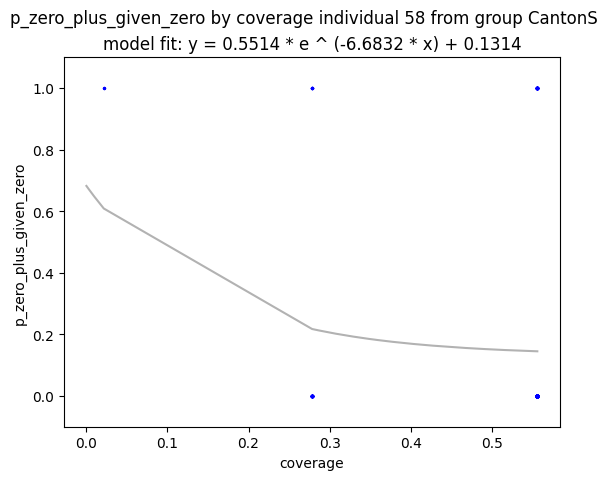 p_zero_plus_given_zero by coverage individual 58 from group CantonS
model fit: y = 0.5514 * e ^ (-6.6832 * x) + 0.1314
1.0
0.8
0.6
0.4
0.2
0.0
p_zero_plus_given_zero
0.0 0.1 0.2 0.3 0.4 0.5
coverage